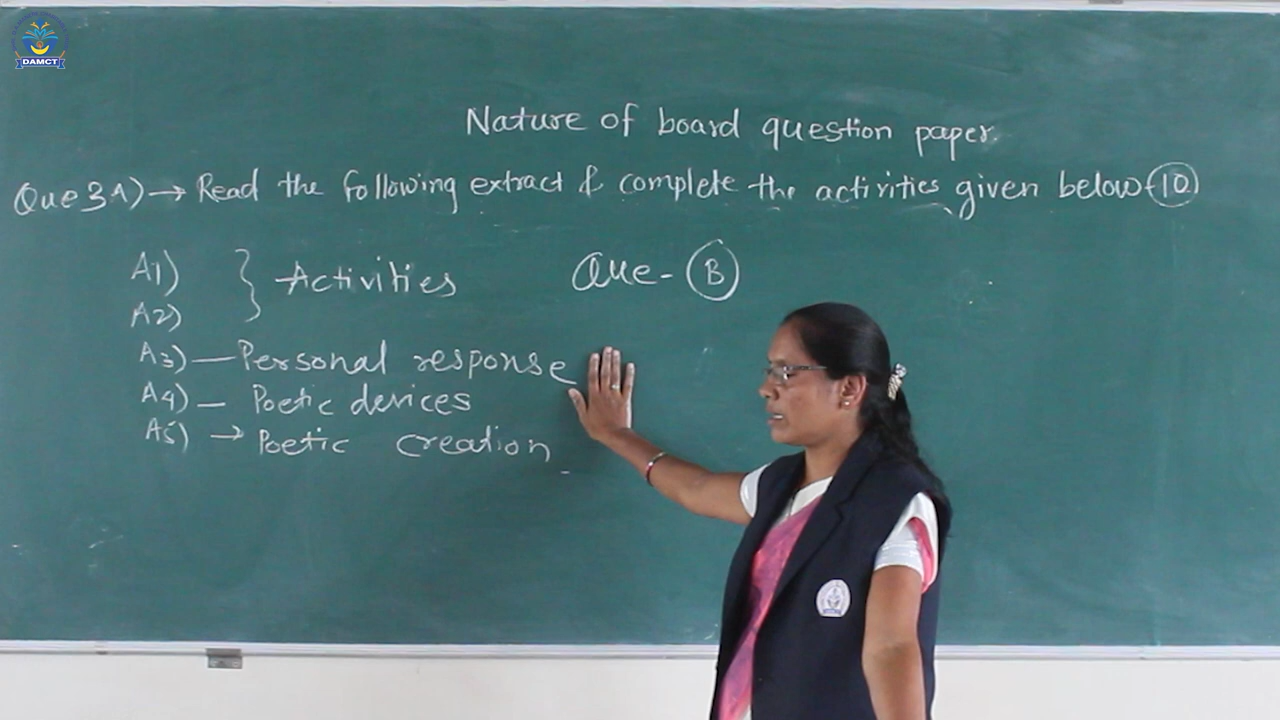 DAMCT
Nature of board question paper.
Que 3 A) → Read the following extract & complete the activities given below (10)
A1) } Activities
A2)
A3) — Personal response
A4) — Poetic devices
A5) → Poetic creation
Que - (B)